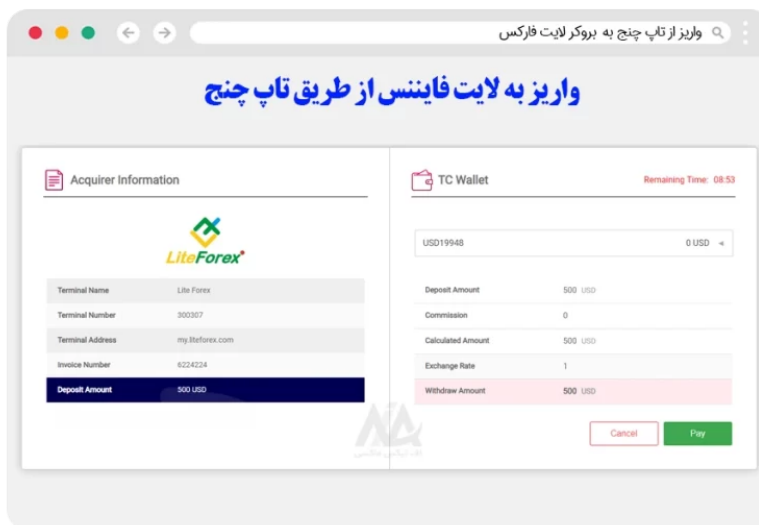 واریز از تاپ چنج به بروکر لایت فارکس
واریز به لایت فایننس از طریق تاپ چنج
Acquirer Information
LiteForex
Terminal Name Lite Forex
Terminal Number 300307
Terminal Address my.liteforex.com
Invoice Number 6224224
Deposit Amount 500 USD
TC Wallet Remaining Time: 08:53
USD19948 0 USD
Deposit Amount 500 USD
Commission 0
Calculated Amount 500 USD
Exchange Rate 1
Withdraw Amount 500 USD
Cancel Pay